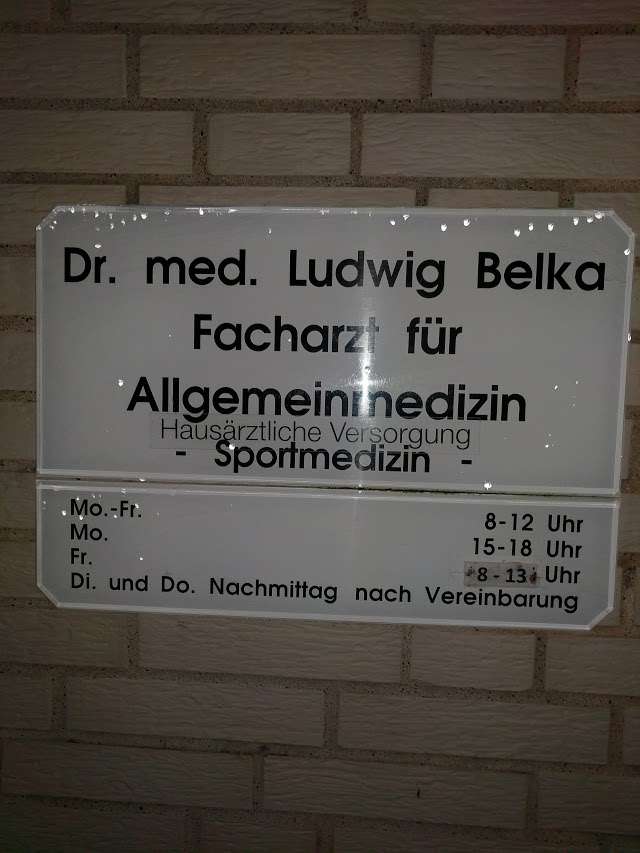 Dr. med. Ludwig Belka
Facharzt für
Allgemeinmedizin
Hausärztliche Versorgung
- Sportmedizin -
Mo.-Fr. 8-12 Uhr
Mo. 15-18 Uhr
Fr. 8-13 Uhr
Di. und Do. Nachmittag nach Vereinbarung